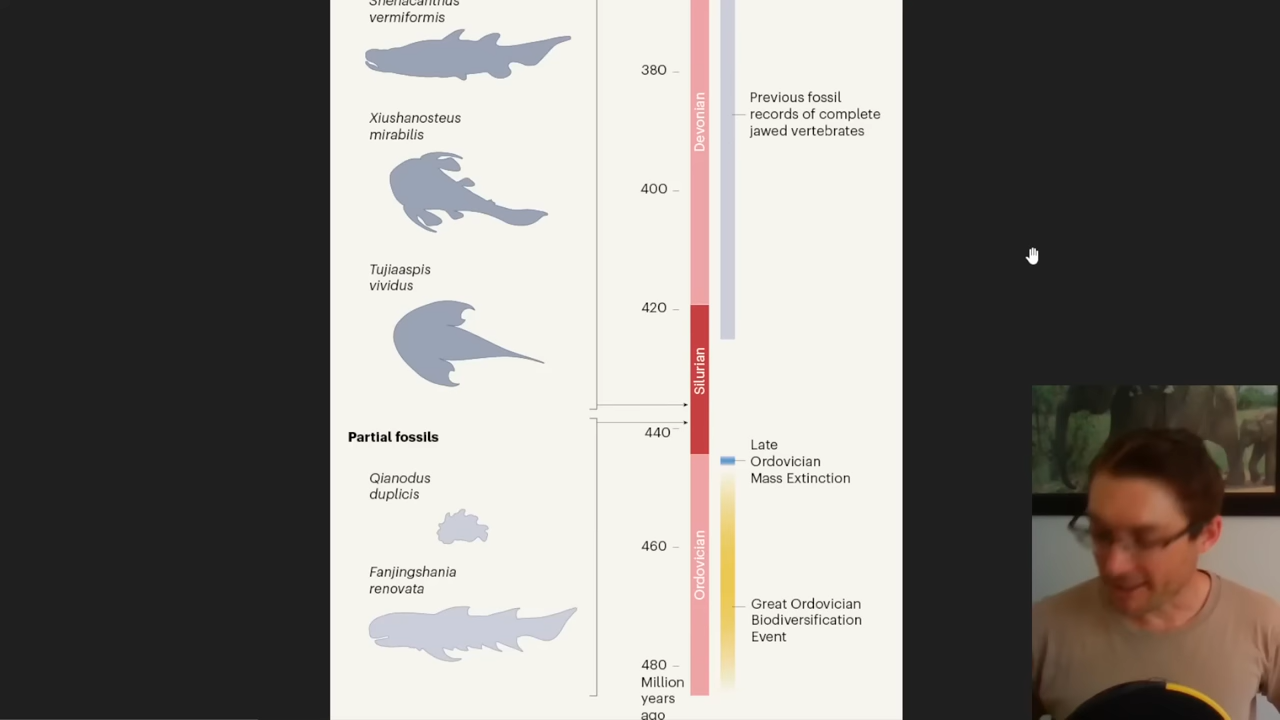 Shenacanthus
vermiformis
Xiushanosteus
mirabilis
Tujiaaspis
vividus
Partial fossils
Qianodus
duplicis
Fanjingshania
renovata
380
400
420
440
460
480
Million
years
ago
Devonian
Silurian
Ordovician
Previous fossil
records of complete
jawed vertebrates
Late
Ordovician
Mass Extinction
Great Ordovician
Biodiversification
Event